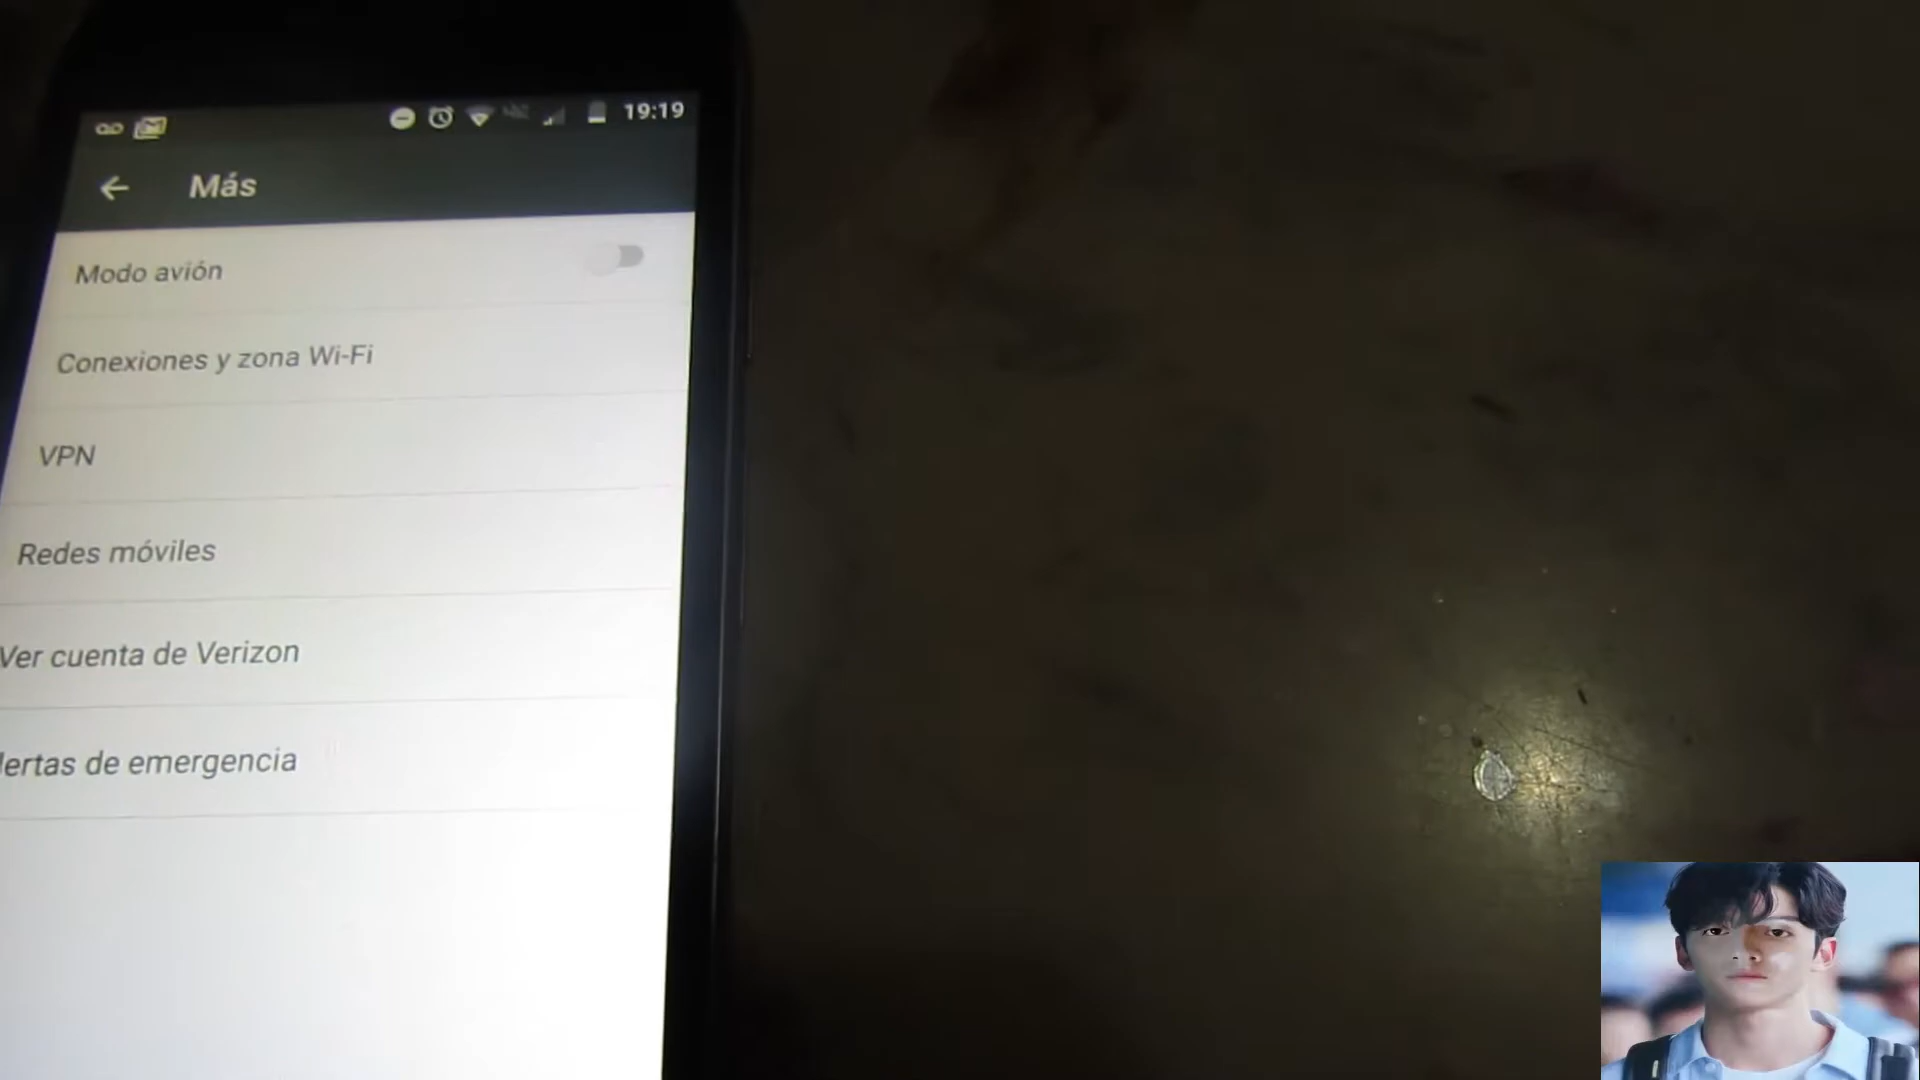 19:19
Más
Modo avión
Conexiones y zona Wi-Fi
VPN
Redes móviles
Ver cuenta de Verizon
lertas de emergencia